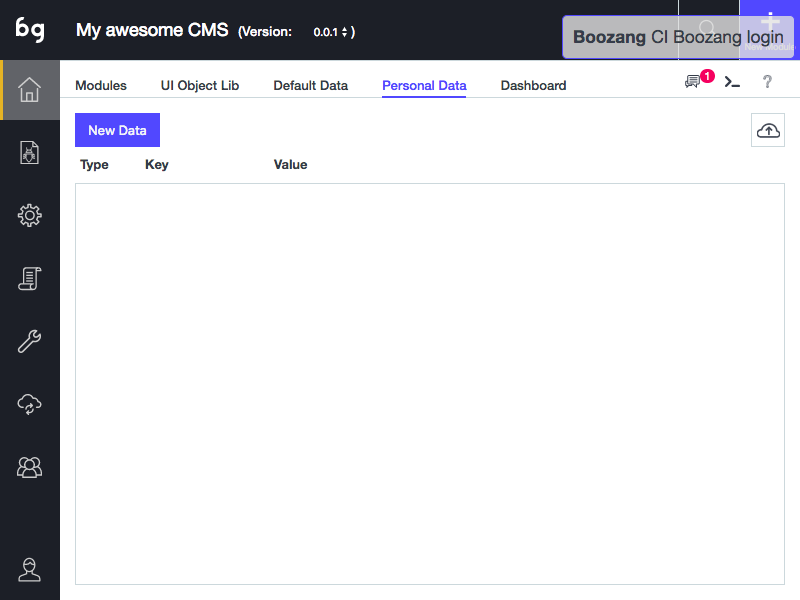 bg My awesome CMS (Version: 0.0.1 )
Boozang CI Boozang login
New Module
Modules UI Object Lib Default Data Personal Data Dashboard 1 ?
New Data
Type Key Value